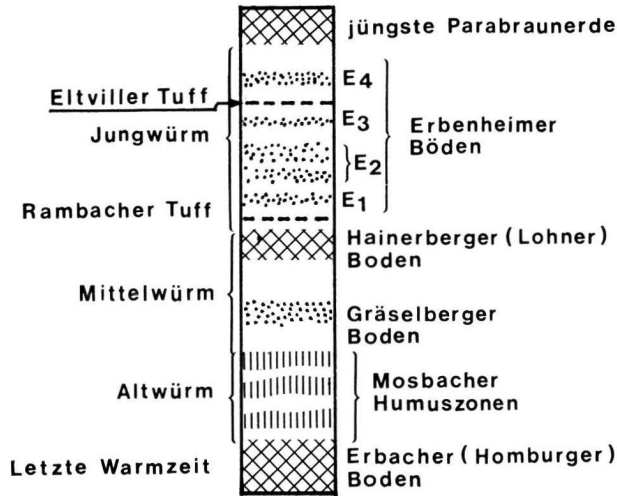 jüngste Parabraunerde
E4
Eltviller Tuff
E3
Erbenheimer
Böden
Jungwürm
E2
E1
Rambacher Tuff
Hainerberger (Lohner)
Boden
Mittelwürm
Gräselberger
Boden
Altwürm
Mosbacher
Humuszonen
Letzte Warmzeit
Erbacher (Homburger)
Boden